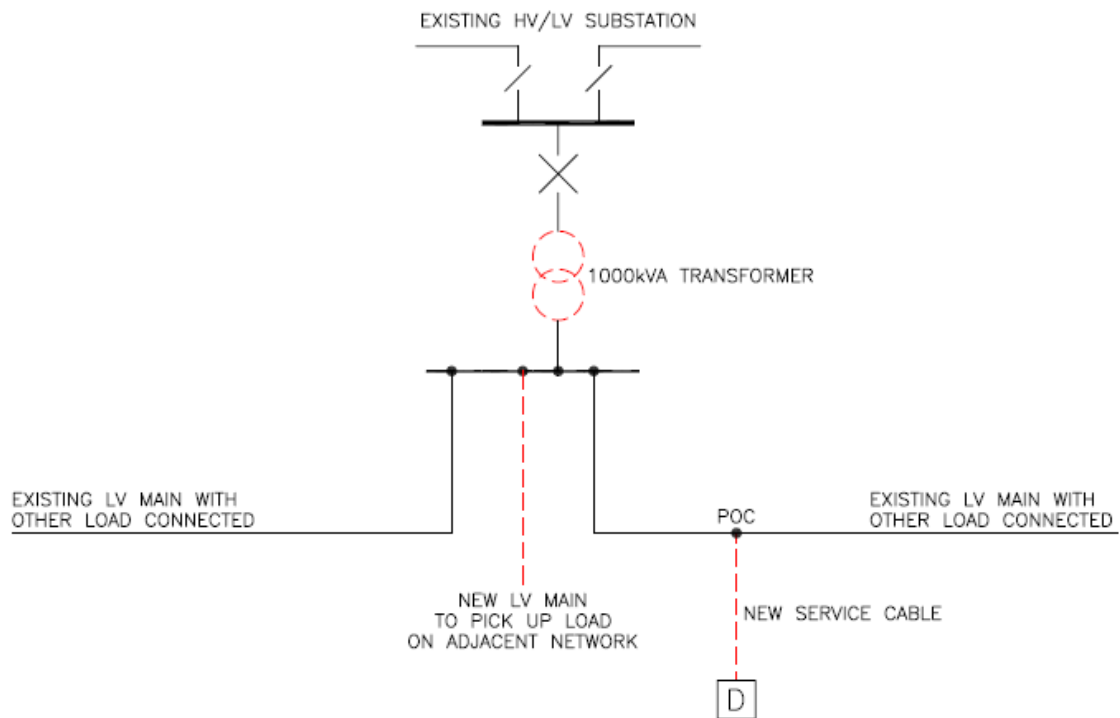 EXISTING HV/LV SUBSTATION
1000kVA TRANSFORMER
EXISTING LV MAIN WITH
OTHER LOAD CONNECTED
POC
EXISTING LV MAIN WITH
OTHER LOAD CONNECTED
NEW LV MAIN
TO PICK UP LOAD
ON ADJACENT NETWORK
NEW SERVICE CABLE
D